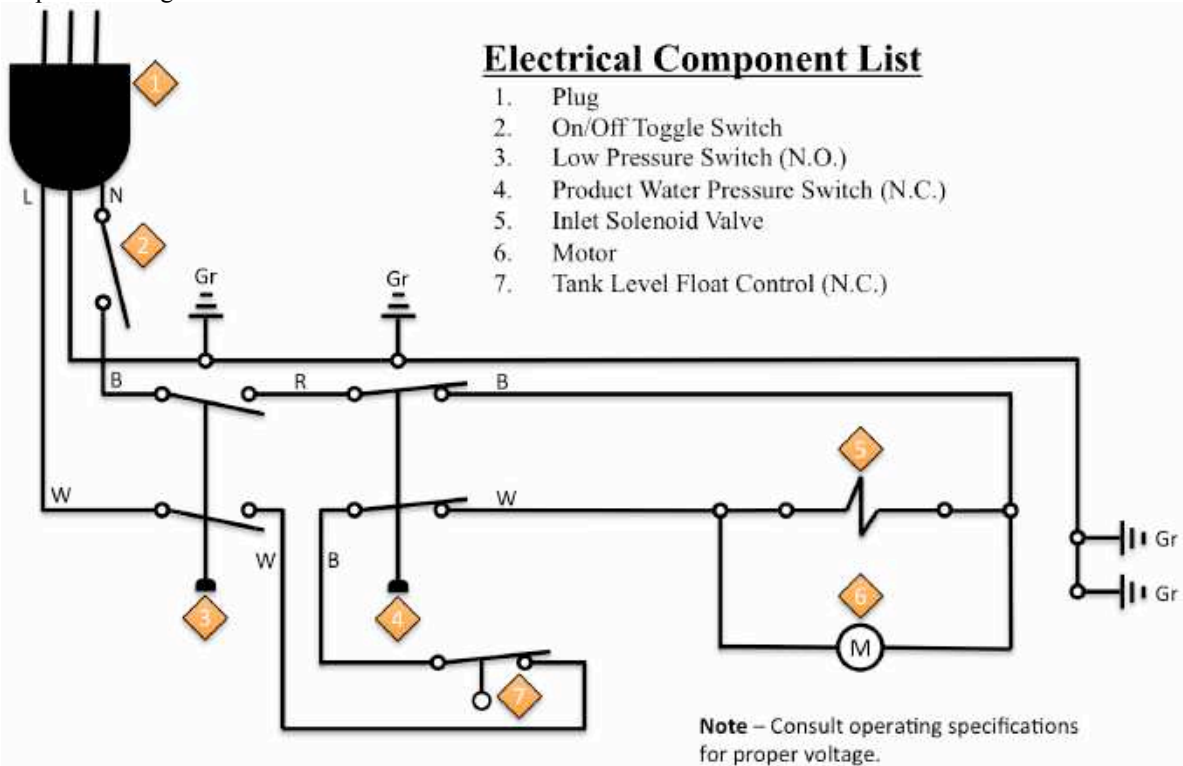 Electrical Component List
1. Plug
2. On/Off Toggle Switch
3. Low Pressure Switch (N.O.)
4. Product Water Pressure Switch (N.C.)
5. Inlet Solenoid Valve
6. Motor
7. Tank Level Float Control (N.C.)
1
L
N
2
Gr
Gr
B
R
B
5
W
W
W
B
Gr
3
4
6
Gr
M
7
Note – Consult operating specifications
for proper voltage.